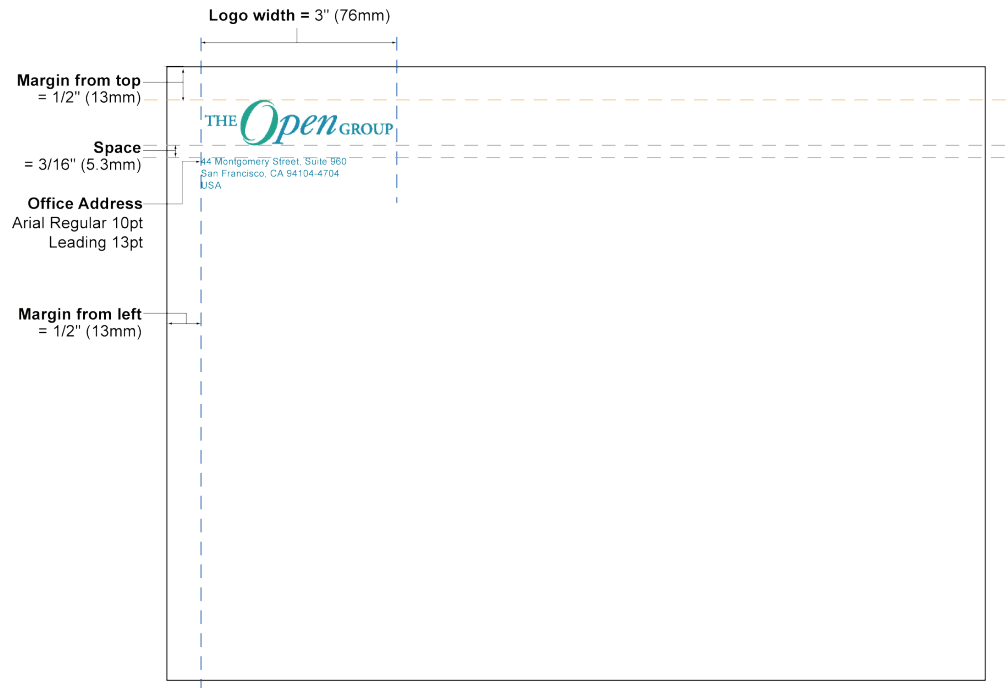 Logo width = 3" (76mm)
Margin from top
= 1/2" (13mm)
THE Open GROUP
Space
= 3/16" (5.3mm)
44 Montgomery Street, Suite 960
San Francisco, CA 94104-4704
USA
Office Address
Arial Regular 10pt
Leading 13pt
Margin from left
= 1/2" (13mm)